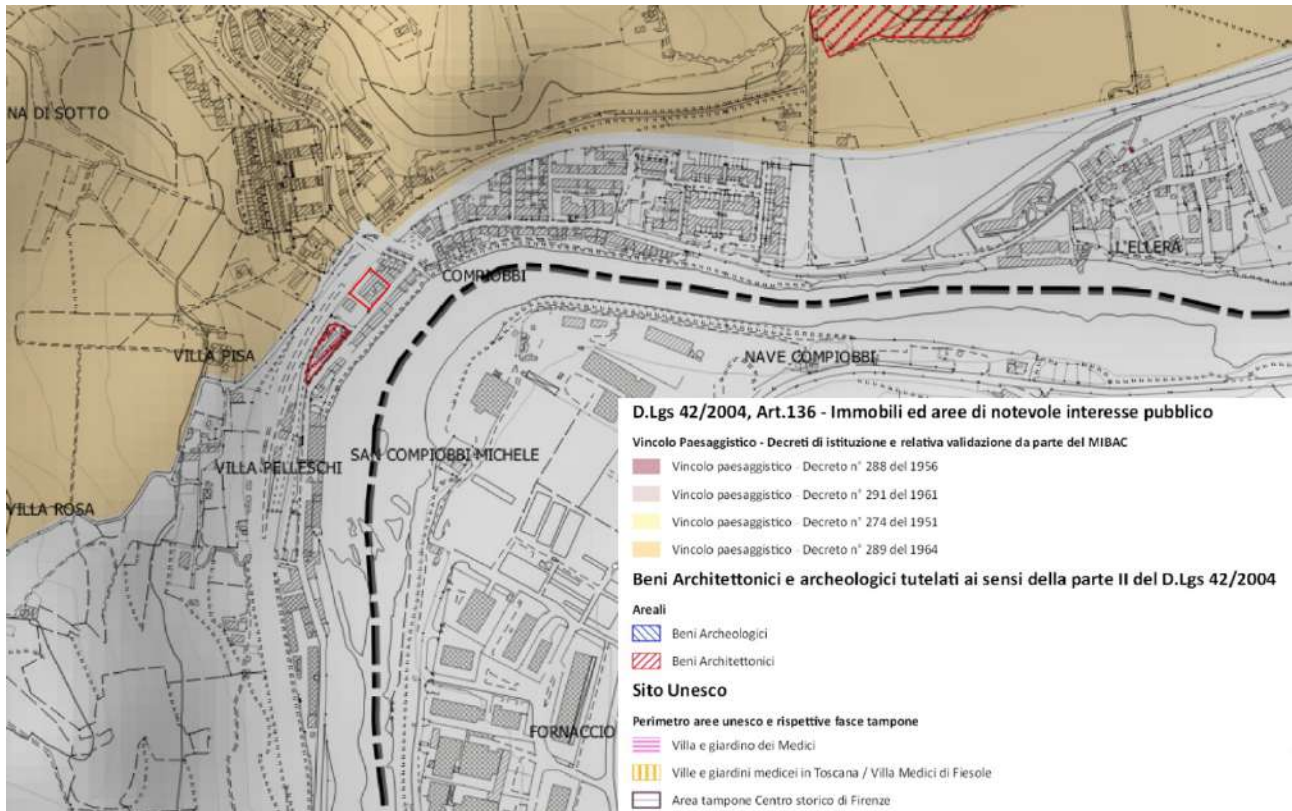 NA DI SOTTO
L'ELLERA
COMPIOBBI
VILLA PISA
NAVE COMPIOBBI
SAN COMPIOBBI MICHELE
VILLA PELLESCHI
VILLA ROSA
FORNACCIO
D.Lgs 42/2004, Art.136 - Immobili ed aree di notevole interesse pubblico
Vincolo Paesaggistico - Decreti di istituzione e relativa validazione da parte del MIBAC
Vincolo paesaggistico - Decreto n° 288 del 1956
Vincolo paesaggistico - Decreto n° 291 del 1961
Vincolo paesaggistico - Decreto n° 274 del 1951
Vincolo paesaggistico - Decreto n° 289 del 1964
Beni Architettonici e archeologici tutelati ai sensi della parte II del D.Lgs 42/2004
Areali
Beni Archeologici
Beni Architettonici
Sito Unesco
Perimetro aree unesco e rispettive fasce tampone
Villa e giardino dei Medici
Ville e giardini medicei in Toscana / Villa Medici di Fiesole
Area tampone Centro storico di Firenze